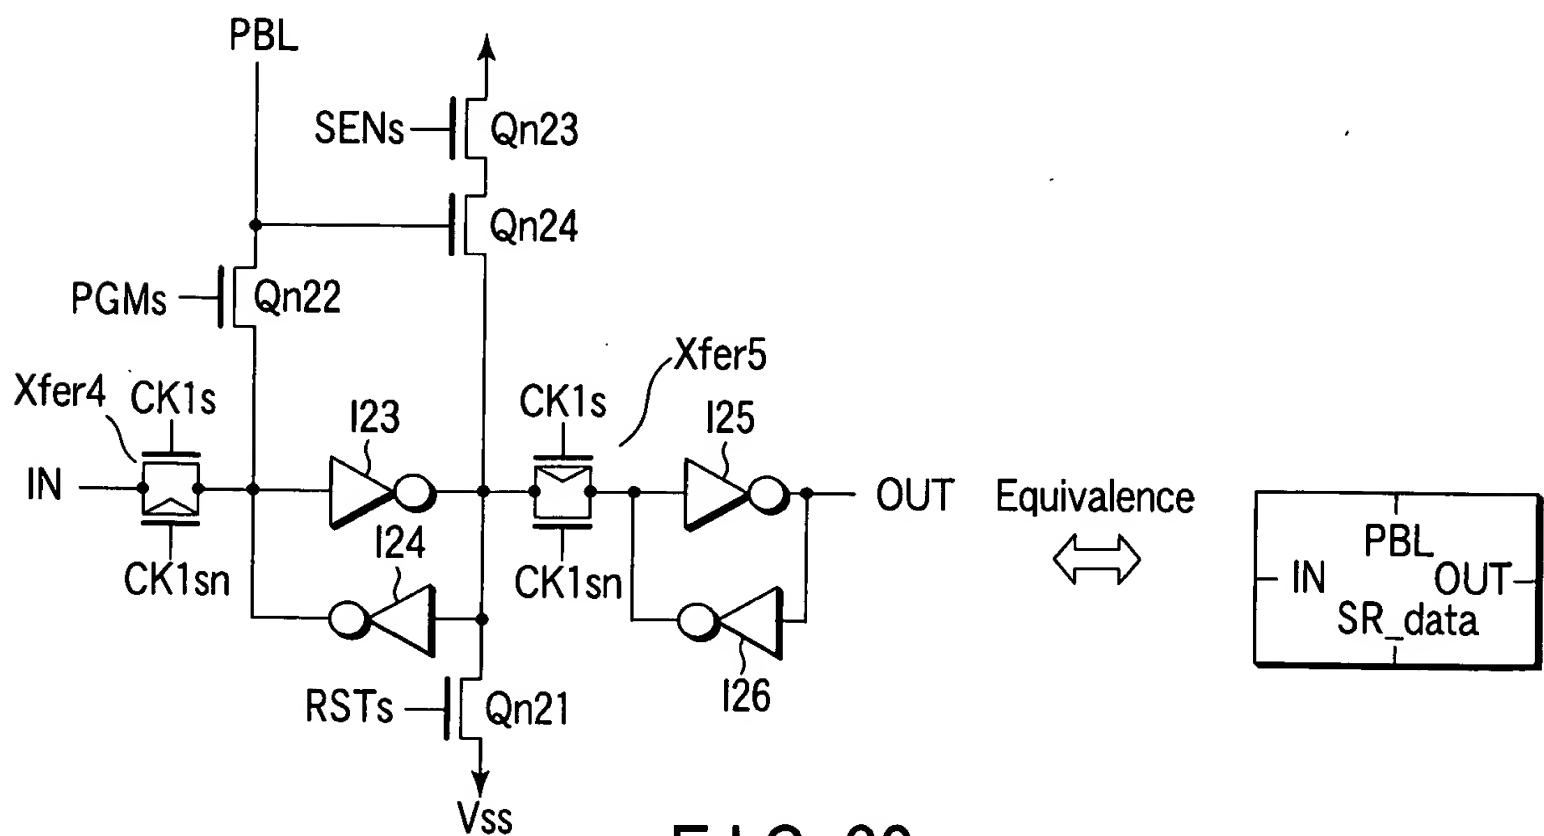 PBL
SENs
Qn23
Qn24
PGMs
Qn22
Xfer4
CK1s
I23
CK1s
Xfer5
I25
IN
OUT
Equivalence
CK1sn
I24
CK1sn
I26
RSTs
Qn21
Vss
PBL
IN
OUT
SR_data